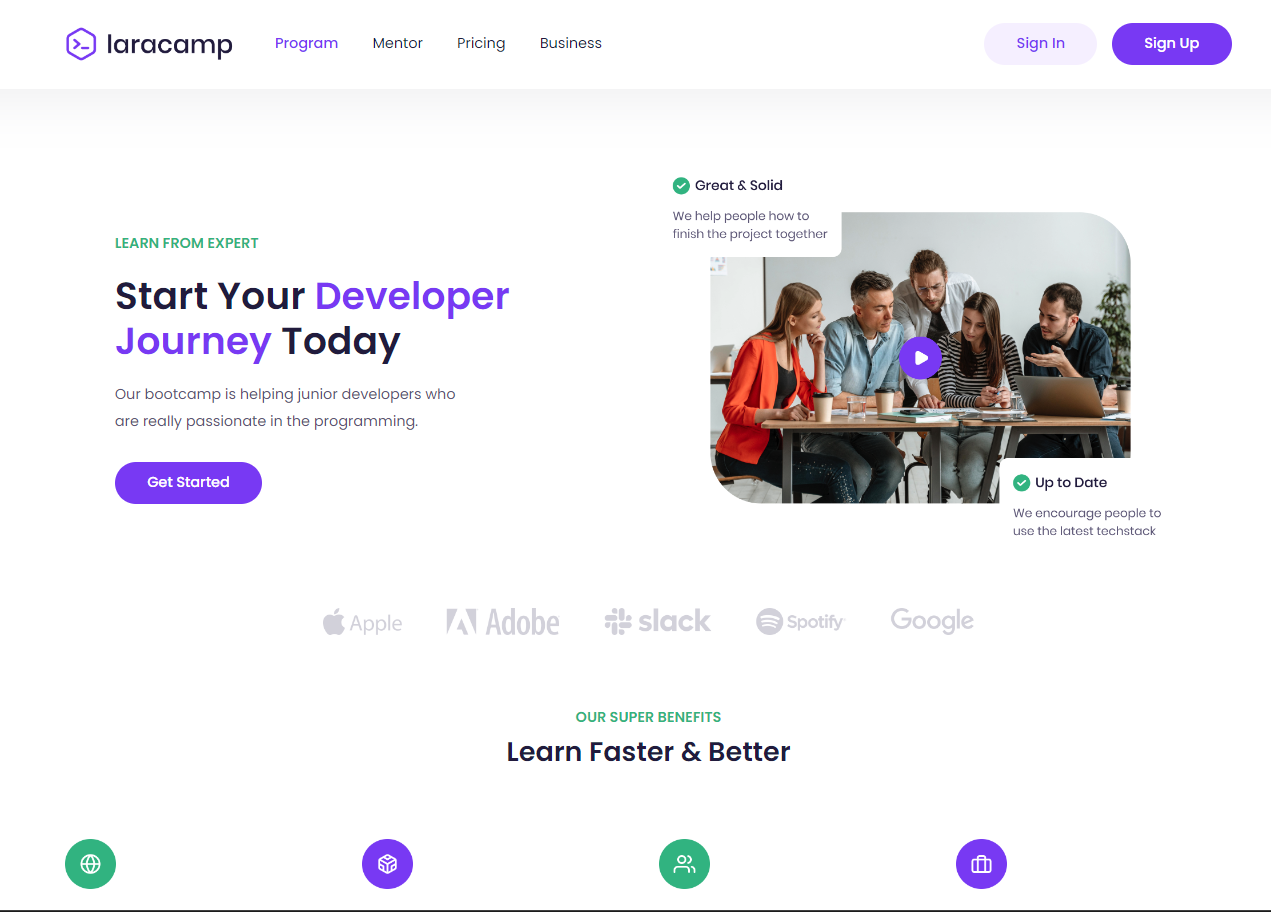 laracamp
Program
Mentor
Pricing
Business
Sign In
Sign Up
LEARN FROM EXPERT
Start Your Developer
Journey Today
Our bootcamp is helping junior developers who
are really passionate in the programming.
Get Started
Great & Solid
We help people how to
finish the project together
Up to Date
We encourage people to
use the latest techstack
Apple
Adobe
slack
Spotify
Google
OUR SUPER BENEFITS
Learn Faster & Better